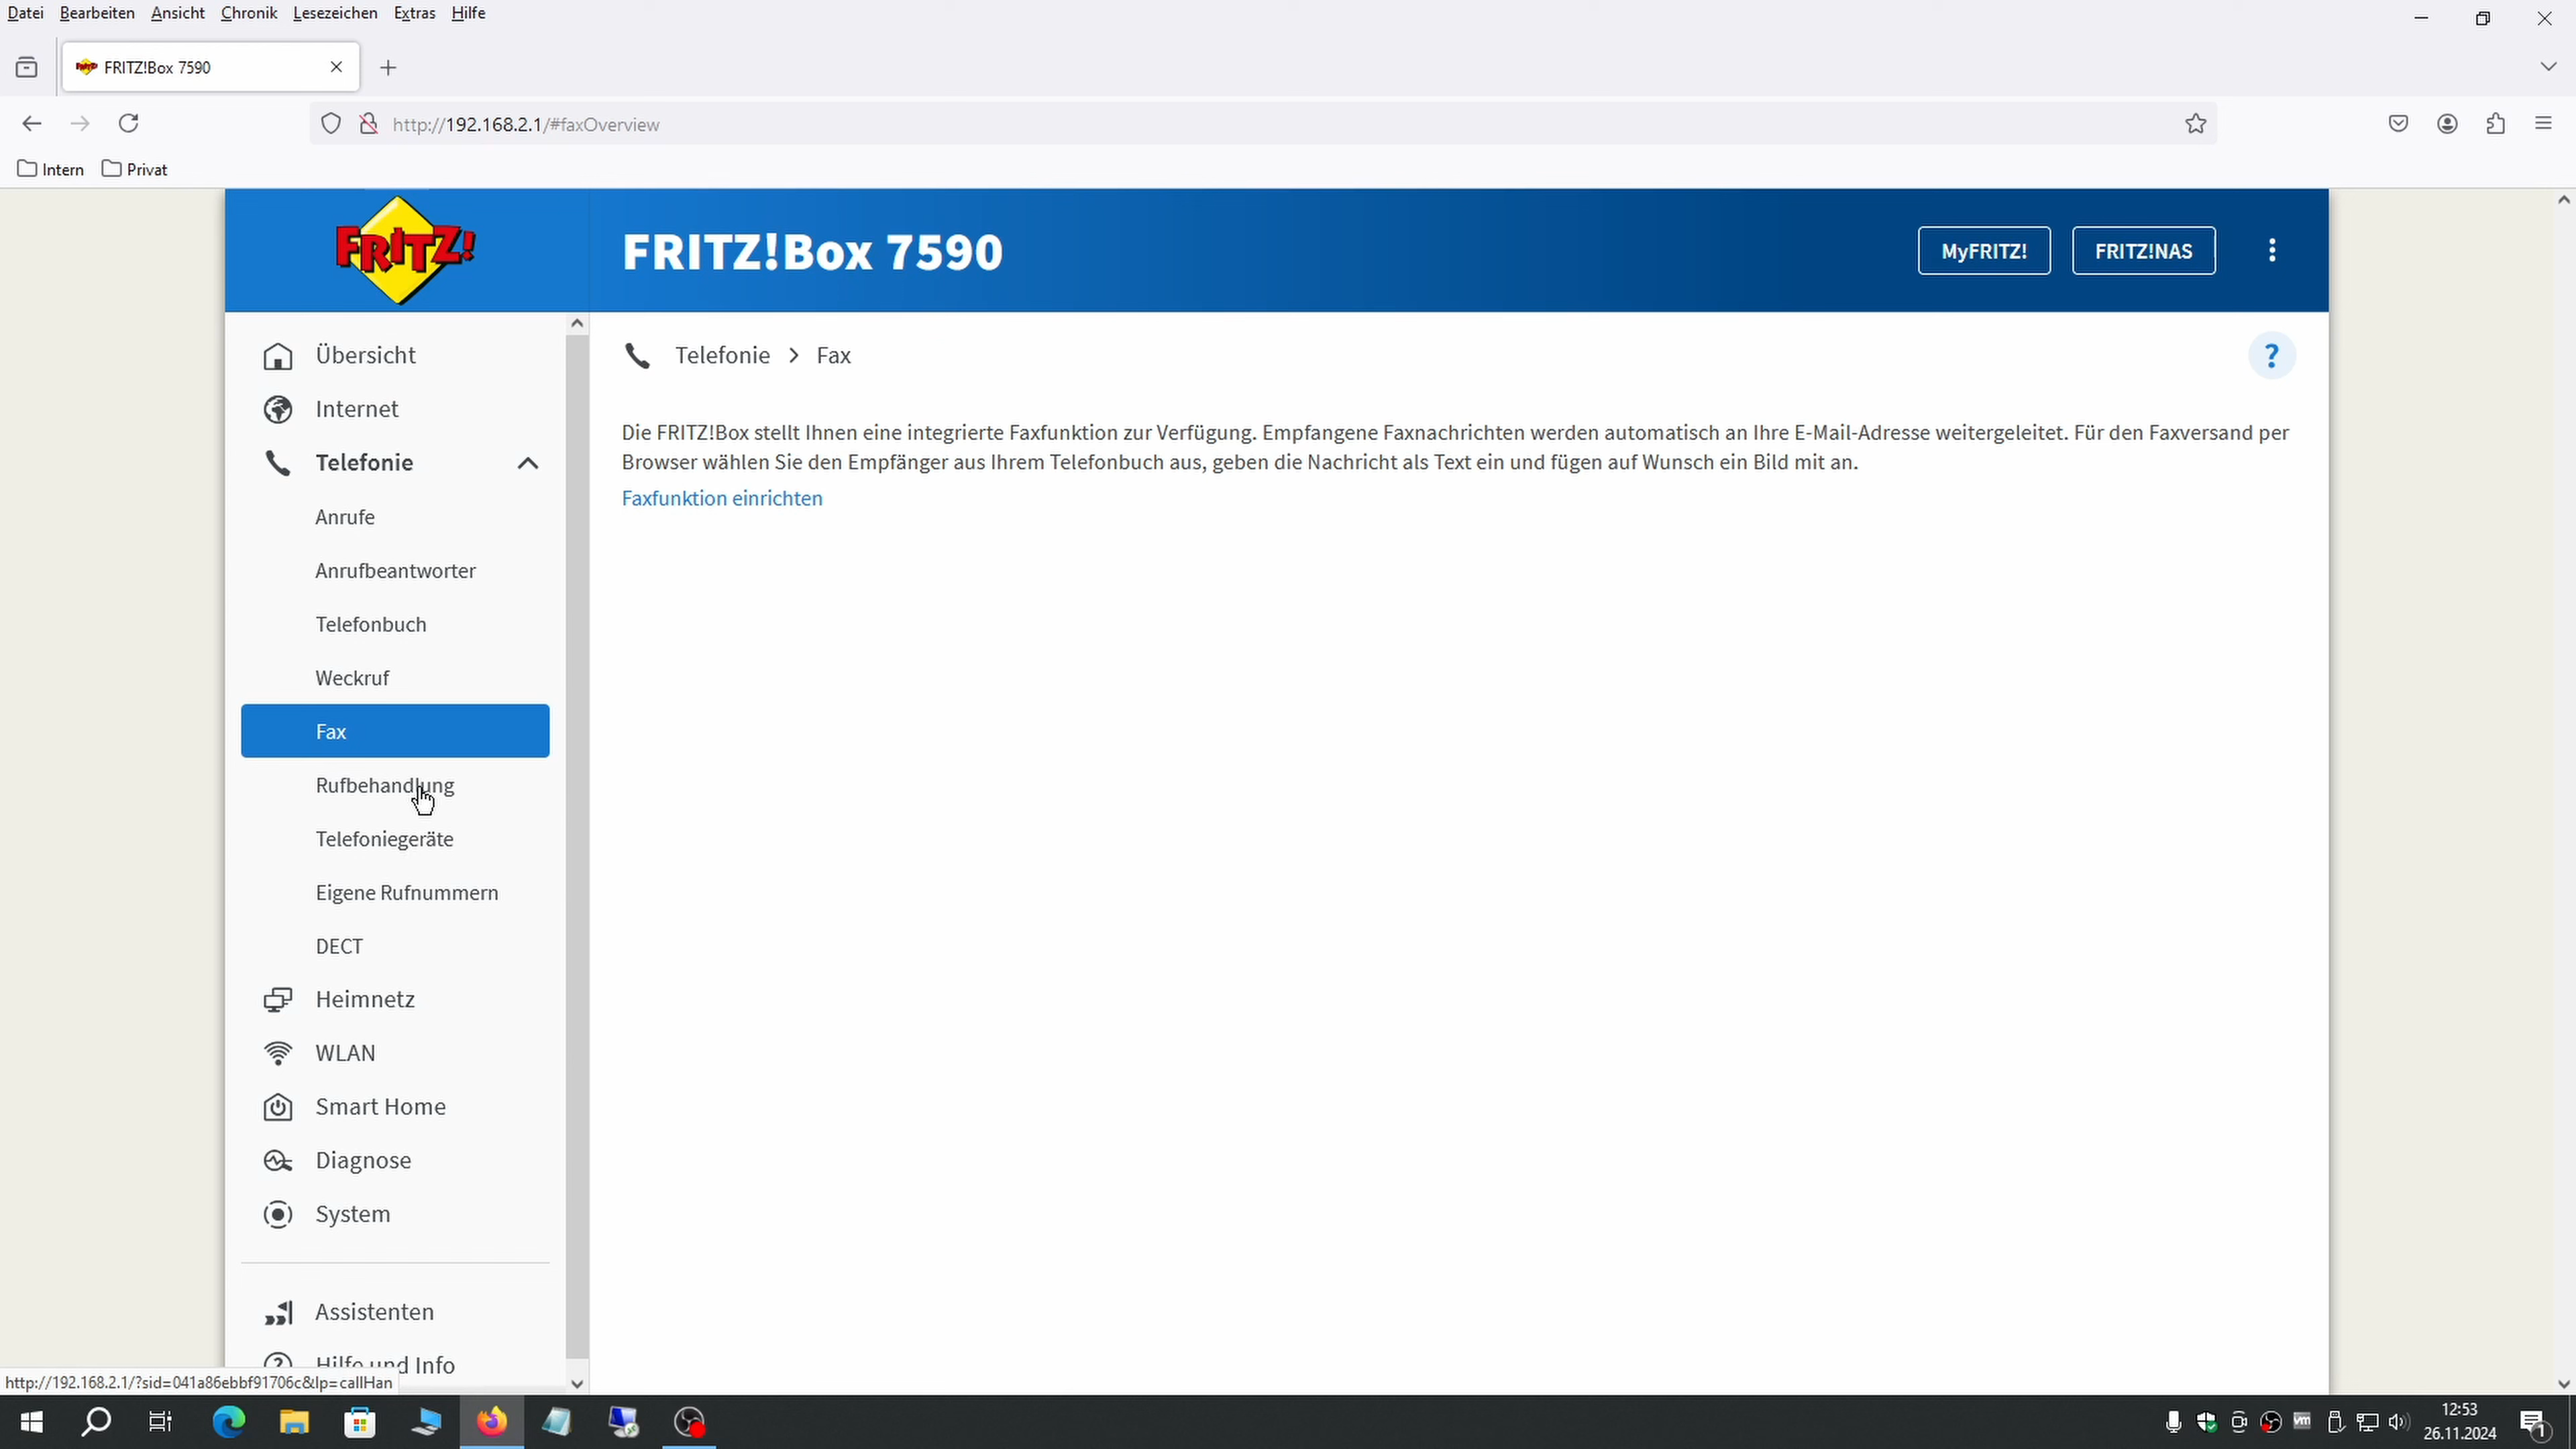 Datei Bearbeiten Ansicht Chronik Lesezeichen Extras Hilfe
FRITZ!Box 7590
http://192.168.2.1/#faxOverview
Intern Privat
FRITZ! FRITZ!Box 7590 MyFRITZ! FRITZ!NAS
Übersicht
Internet
Telefonie
Anrufe
Anrufbeantworter
Telefonbuch
Weckruf
Fax
Rufbehandlung
Telefoniegeräte
Eigene Rufnummern
DECT
Heimnetz
WLAN
Smart Home
Diagnose
System
Assistenten
Hilfe und Info
Telefonie > Fax ?
Die FRITZ!Box stellt Ihnen eine integrierte Faxfunktion zur Verfügung. Empfangene Faxnachrichten werden automatisch an Ihre E-Mail-Adresse weitergeleitet. Für den Faxversand per
Browser wählen Sie den Empfänger aus Ihrem Telefonbuch aus, geben die Nachricht als Text ein und fügen auf Wunsch ein Bild mit an.
Faxfunktion einrichten
http://192.168.2.1/?sid=041a86ebbf91706c&lp=callHan
vm
12:53
26.11.2024
1